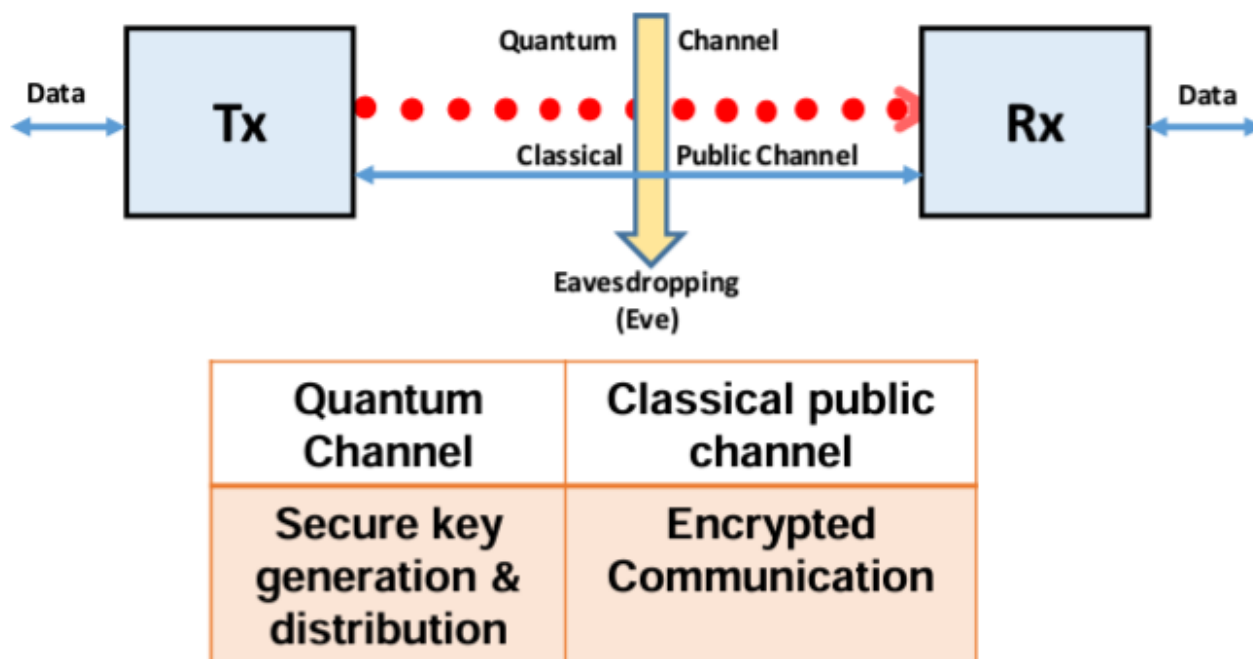 Quantum Channel
Data Tx Rx Data
Classical Public Channel
Eavesdropping
(Eve)
Quantum
Channel
Classical public
channel
Secure key
generation &
distribution
Encrypted
Communication